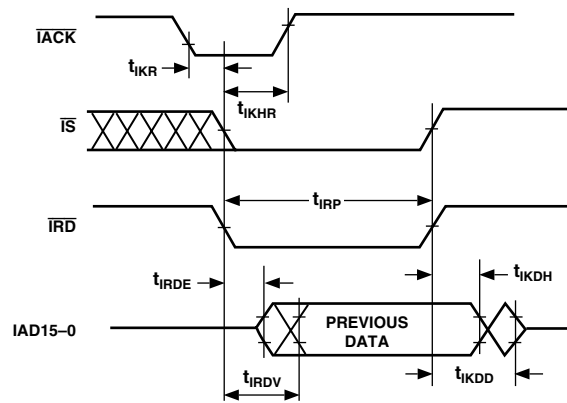 IACK
tIKR
tIKHR
IS
tIRP
IRD
tIRDE
tIKDH
IAD15–0
PREVIOUS
DATA
tIRDV
tIKDD